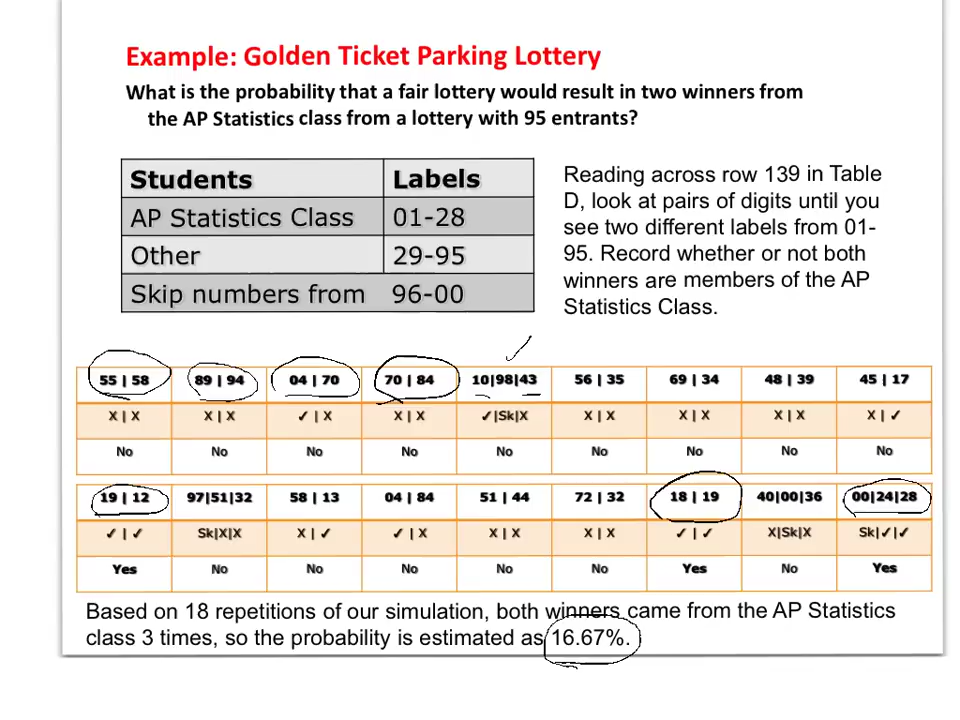 Example: Golden Ticket Parking Lottery
What is the probability that a fair lottery would result in two winners from
the AP Statistics class from a lottery with 95 entrants?
Students Labels
AP Statistics Class 01-28
Other 29-95
Skip numbers from 96-00
Reading across row 139 in Table
D, look at pairs of digits until you
see two different labels from 01-
95. Record whether or not both
winners are members of the AP
Statistics Class.
55 | 58 89 | 94 04 | 70 70 | 84 10|98|43 56 | 35 69 | 34 48 | 39 45 | 17
X | X X | X ✓ | X X | X ✓|Sk|X X | X X | X X | X X | ✓
No No No No No No No No No
19 | 12 97|51|32 58 | 13 04 | 84 51 | 44 72 | 32 18 | 19 40|00|36 00|24|28
✓ | ✓ Sk|X|X X | ✓ ✓ | X X | X X | X ✓ | ✓ X|Sk|X Sk|✓|✓
Yes No No No No No Yes No Yes
Based on 18 repetitions of our simulation, both winners came from the AP Statistics
class 3 times, so the probability is estimated as 16.67%.